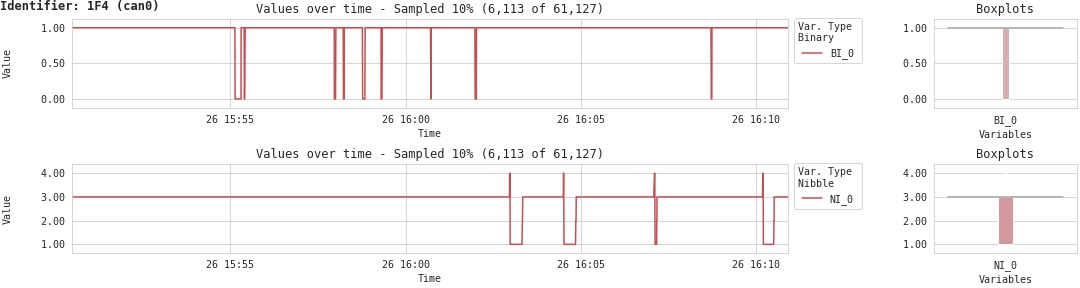 Identifier: 1F4 (can0)
Values over time - Sampled 10% (6,113 of 61,127)
Boxplots
Value
1.00
0.50
0.00
Var. Type
Binary
BI_0
1.00
0.50
0.00
26 15:55
26 16:00
26 16:05
26 16:10
Time
BI_0
Variables
Values over time - Sampled 10% (6,113 of 61,127)
Boxplots
Value
4.00
3.00
2.00
1.00
Var. Type
Nibble
NI_0
4.00
3.00
2.00
1.00
26 15:55
26 16:00
26 16:05
26 16:10
Time
NI_0
Variables